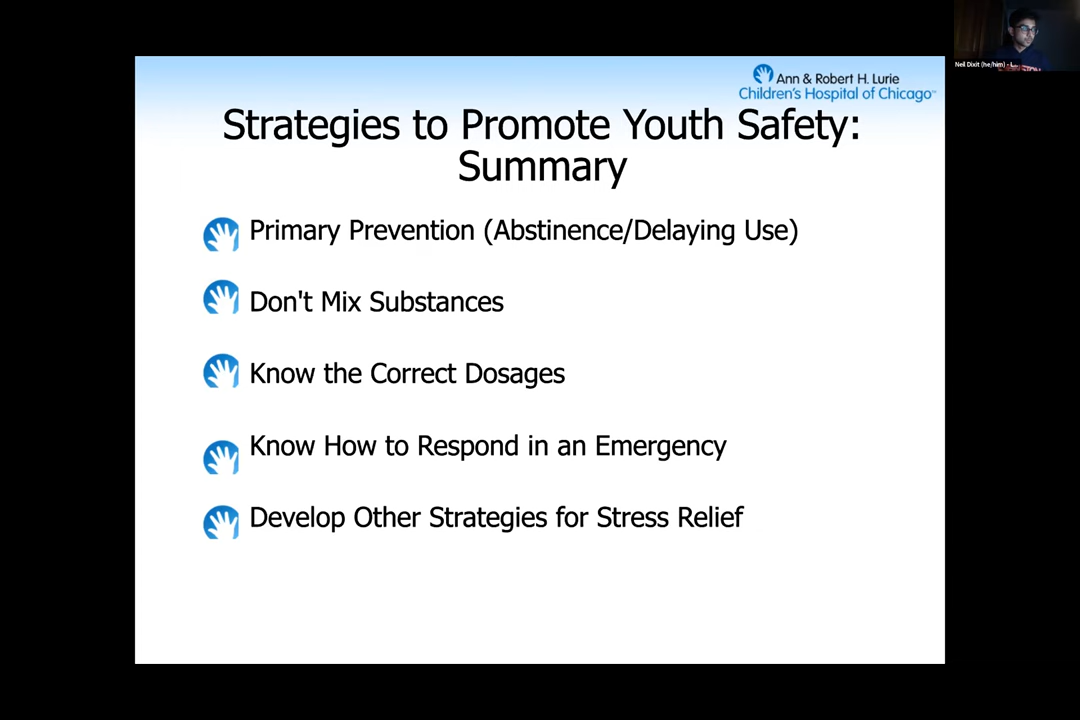 Neil Dixit (he/him) - L...
Ann & Robert H. Lurie
Children's Hospital of Chicago™
Strategies to Promote Youth Safety:
Summary
Primary Prevention (Abstinence/Delaying Use)
Don't Mix Substances
Know the Correct Dosages
Know How to Respond in an Emergency
Develop Other Strategies for Stress Relief